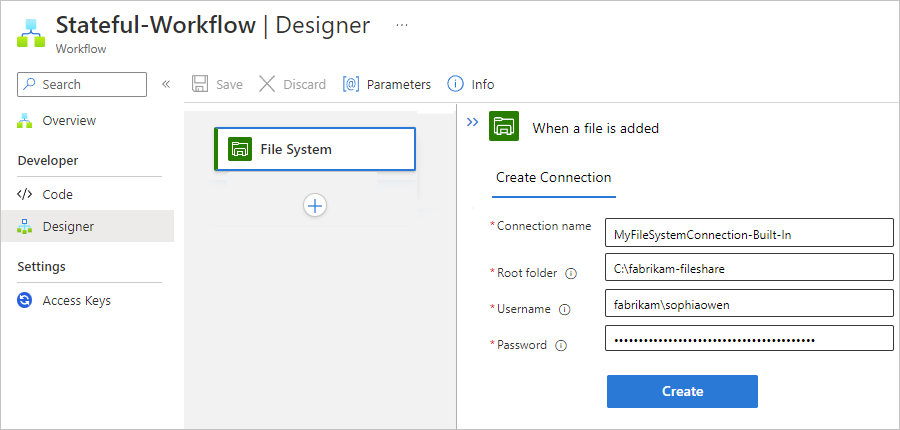 Stateful-Workflow | Designer ...
Workflow
Search «
Save Discard [@] Parameters Info
Overview
Developer
</> Code
Designer
Settings
Access Keys
File System
+
» When a file is added
Create Connection
*Connection name MyFileSystemConnection-Built-In
*Root folder C:\fabrikam-fileshare
*Username fabrikam\sophiaowen
*Password ••••••••••••••••••••••••••••••••••••••••
Create